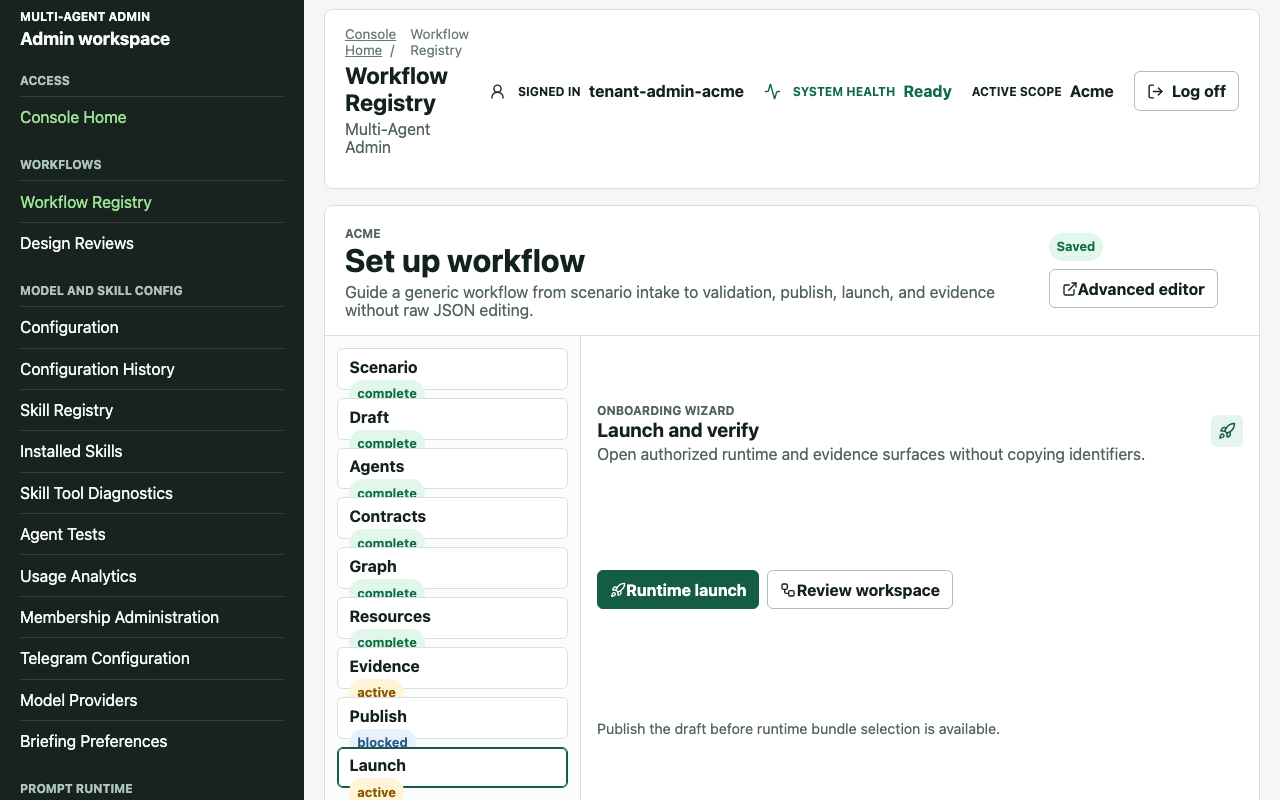 MULTI-AGENT ADMIN
Admin workspace
ACCESS
Console Home
WORKFLOWS
Workflow Registry
Design Reviews
MODEL AND SKILL CONFIG
Configuration
Configuration History
Skill Registry
Installed Skills
Skill Tool Diagnostics
Agent Tests
Usage Analytics
Membership Administration
Telegram Configuration
Model Providers
Briefing Preferences
PROMPT RUNTIME
Console Home / Workflow Registry
Workflow
Registry
Multi-Agent
Admin
SIGNED IN tenant-admin-acme
SYSTEM HEALTH Ready
ACTIVE SCOPE Acme
Log off
ACME
Set up workflow
Guide a generic workflow from scenario intake to validation, publish, launch, and evidence
without raw JSON editing.
Saved
Advanced editor
Scenario
complete
Draft
complete
Agents
complete
Contracts
complete
Graph
complete
Resources
complete
Evidence
active
Publish
blocked
Launch
active
ONBOARDING WIZARD
Launch and verify
Open authorized runtime and evidence surfaces without copying identifiers.
Runtime launch
Review workspace
Publish the draft before runtime bundle selection is available.